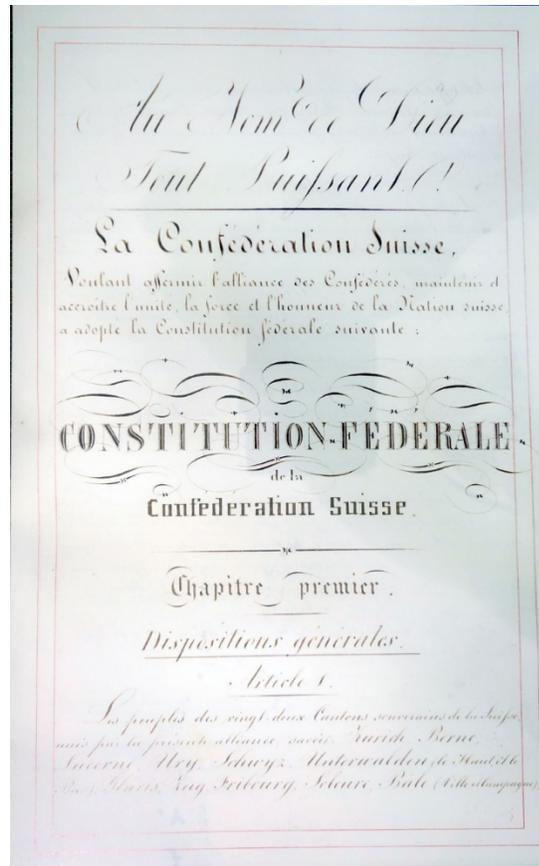 Au Nom de Dieu
Tout Puissant!
La Confédération Suisse,
Voulant affermir l'alliance des Confédérés, maintenir et
accroître l'unité, la force et l'honneur de la Nation suisse,
a adopté la Constitution fédérale suivante :
CONSTITUTION FÉDÉRALE
de la
Confédération Suisse.
Chapitre premier.
Dispositions générales.
Article 1.
Les peuples des vingt-deux Cantons souverains de la Suisse,
unis par la présente alliance, savoir: Zurich, Berne,
Lucerne, Ury, Schwyz, Unterwalden (le Haut et le
Bas), Glaris, Zug, Fribourg, Soleure, Bâle (Ville et Campagne),